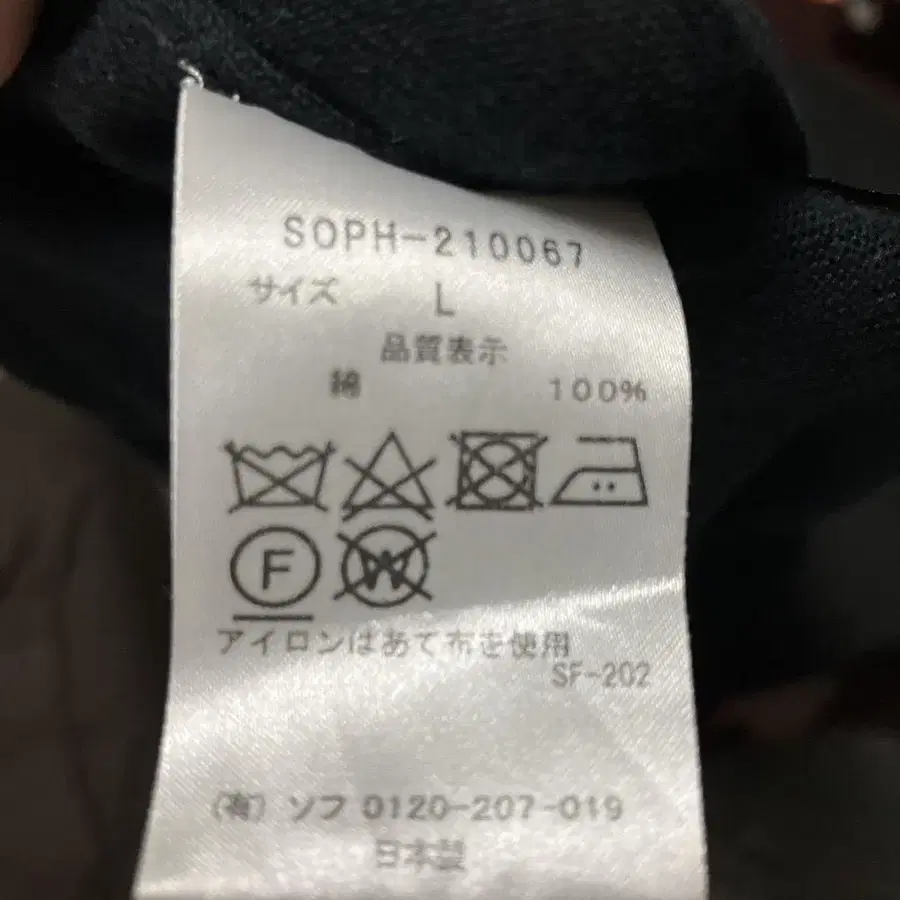 SOPH-210067
サイズ L
品質表示
綿 100%
F W
アイロンはあて布を使用
SF-202
(有) ソフ 0120-207-019
日本製